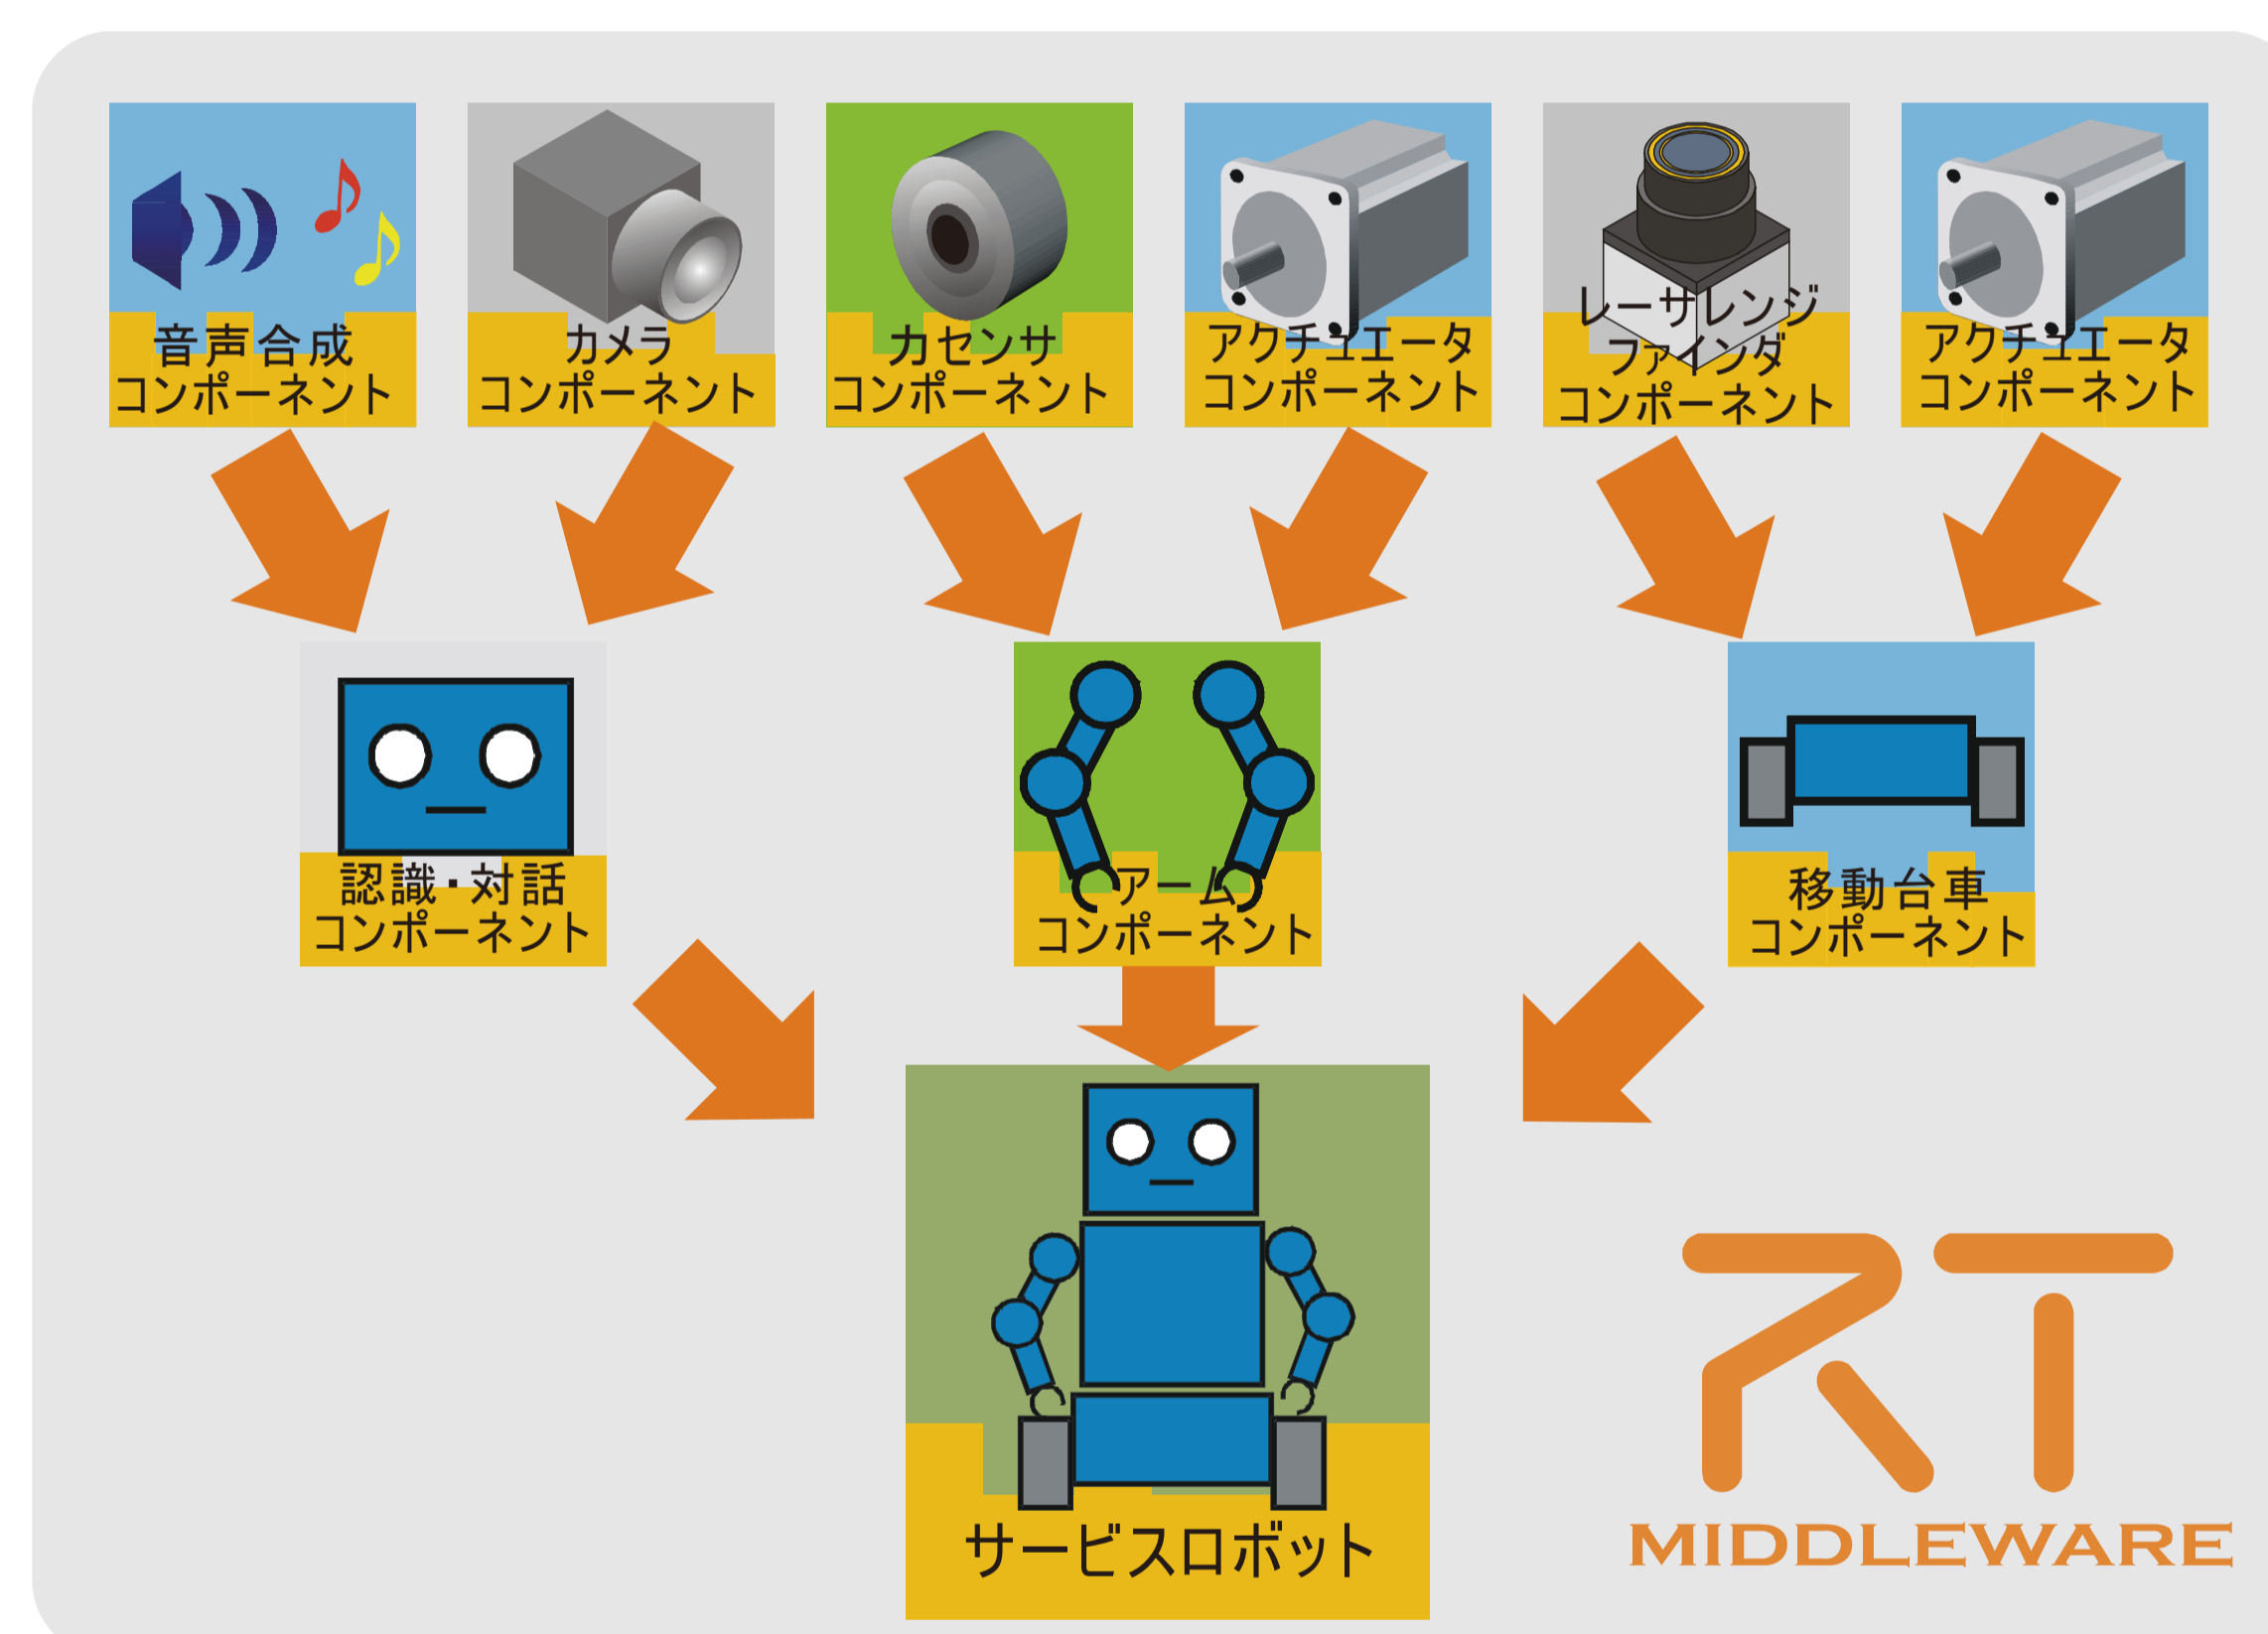 音声合成
コンポーネント
カメラ
コンポーネント
力センサ
コンポーネント
アクチュエータ
コンポーネント
レーザレンジ
ファインダ
コンポーネント
アクチュエータ
コンポーネント
認識・対話
コンポーネント
アーム
コンポーネント
移動台車
コンポーネント
サービスロボット
RT
MIDDLEWARE